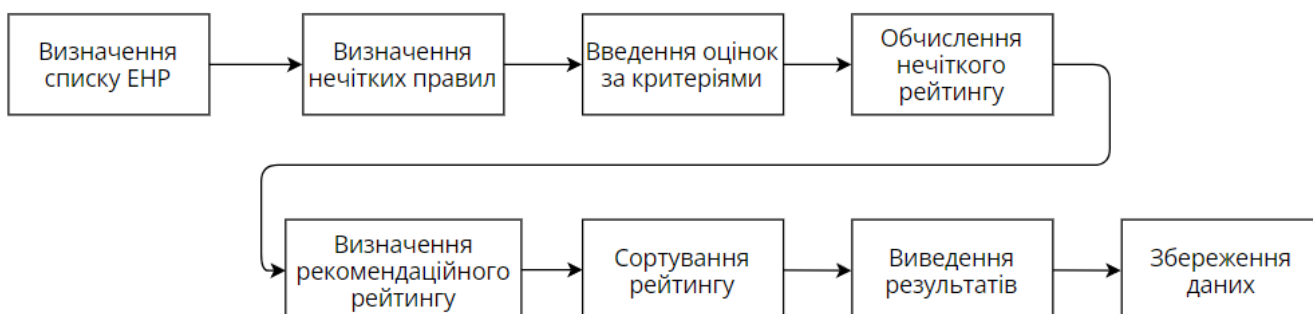 Визначення
списку ЕНР
Визначення
нечітких правил
Введення оцінок
за критеріями
Обчислення
нечіткого
рейтингу
Визначення
рекомендаційного
рейтингу
Сортування
рейтингу
Виведення
результатів
Збереження
даних